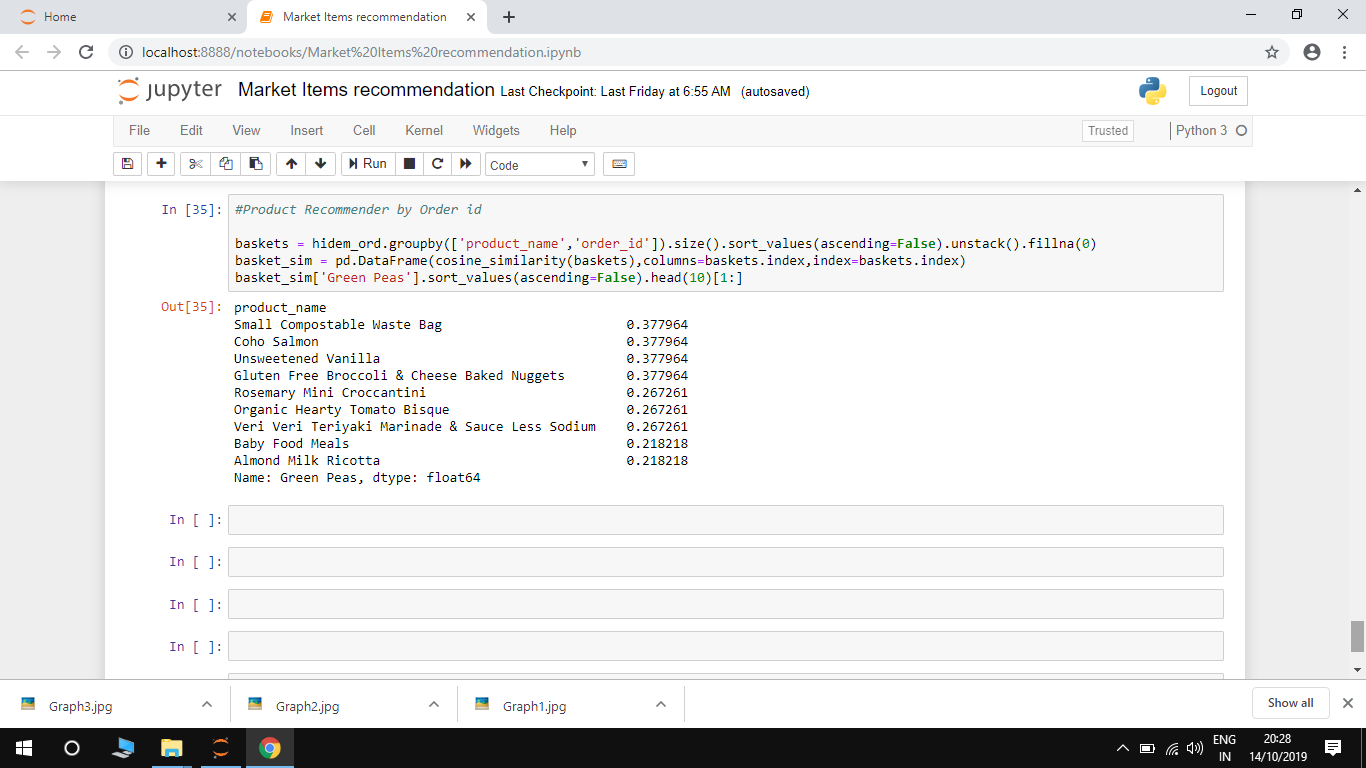 Home
Market Items recommendation
localhost:8888/notebooks/Market%20Items%20recommendation.ipynb
jupyter Market Items recommendation Last Checkpoint: Last Friday at 6:55 AM (autosaved)
Logout
File Edit View Insert Cell Kernel Widgets Help
Trusted
Python 3
Run
Code
In [35]: #Product Recommender by Order id
baskets = hidem_ord.groupby(['product_name','order_id']).size().sort_values(ascending=False).unstack().fillna(0)
basket_sim = pd.DataFrame(cosine_similarity(baskets),columns=baskets.index,index=baskets.index)
basket_sim['Green Peas'].sort_values(ascending=False).head(10)[1:]
Out[35]: product_name
Small Compostable Waste Bag 0.377964
Coho Salmon 0.377964
Unsweetened Vanilla 0.377964
Gluten Free Broccoli & Cheese Baked Nuggets 0.377964
Rosemary Mini Croccantini 0.267261
Organic Hearty Tomato Bisque 0.267261
Veri Veri Teriyaki Marinade & Sauce Less Sodium 0.267261
Baby Food Meals 0.218218
Almond Milk Ricotta 0.218218
Name: Green Peas, dtype: float64
In [ ]:
In [ ]:
In [ ]:
In [ ]:
Graph3.jpg
Graph2.jpg
Graph1.jpg
Show all
ENG
IN
20:28
14/10/2019